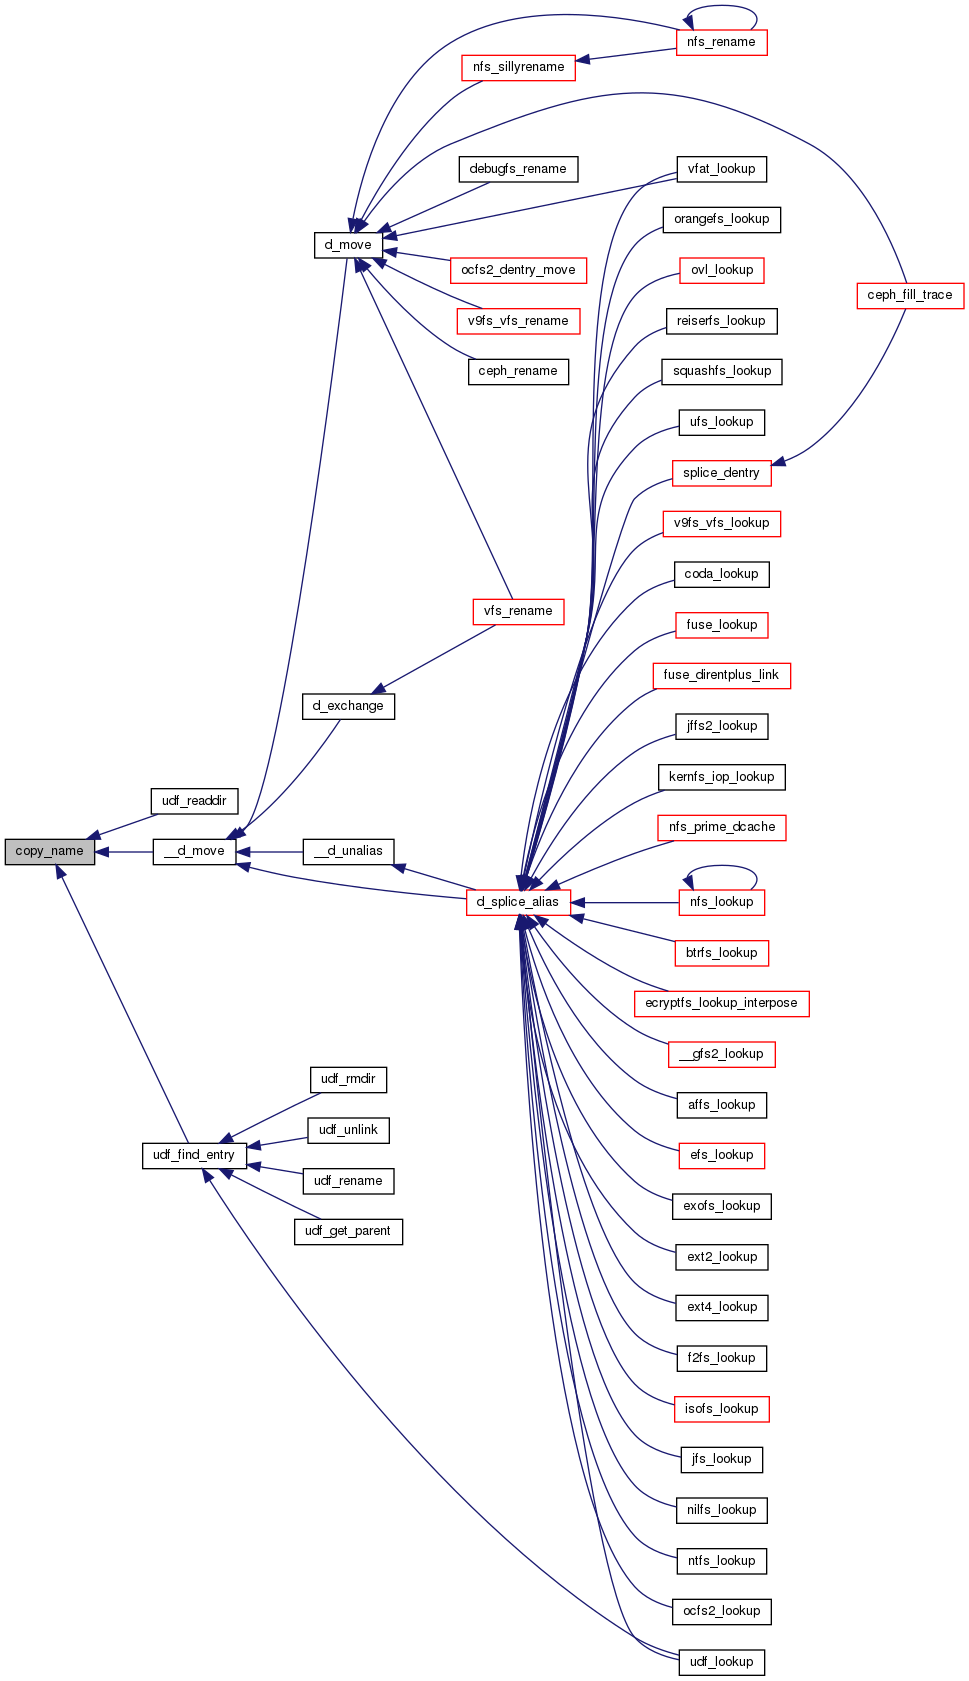 nfs_rename
nfs_sillyrename
debugfs_rename
vfat_lookup
orangefs_lookup
d_move
ocfs2_dentry_move
ovl_lookup
ceph_fill_trace
v9fs_vfs_rename
reiserfs_lookup
ceph_rename
squashfs_lookup
ufs_lookup
splice_dentry
v9fs_vfs_lookup
coda_lookup
vfs_rename
fuse_lookup
fuse_direntplus_link
d_exchange
jffs2_lookup
kernfs_iop_lookup
udf_readdir
nfs_prime_dcache
copy_name
__d_move
__d_unalias
d_splice_alias
nfs_lookup
btrfs_lookup
ecryptfs_lookup_interpose
__gfs2_lookup
udf_rmdir
affs_lookup
udf_unlink
udf_find_entry
efs_lookup
udf_rename
exofs_lookup
udf_get_parent
ext2_lookup
ext4_lookup
f2fs_lookup
isofs_lookup
jfs_lookup
nilfs_lookup
ntfs_lookup
ocfs2_lookup
udf_lookup